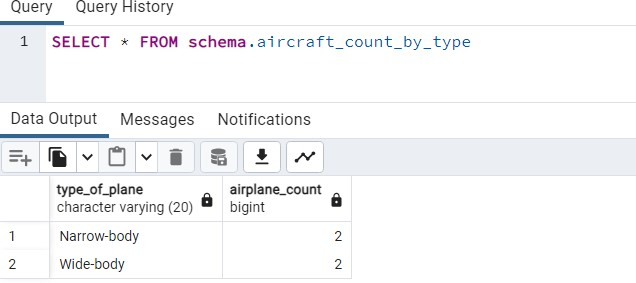 Query Query History
1 SELECT * FROM schema.aircraft_count_by_type
Data Output Messages Notifications
type_of_plane airplane_count
character varying (20) bigint
1 Narrow-body 2
2 Wide-body 2